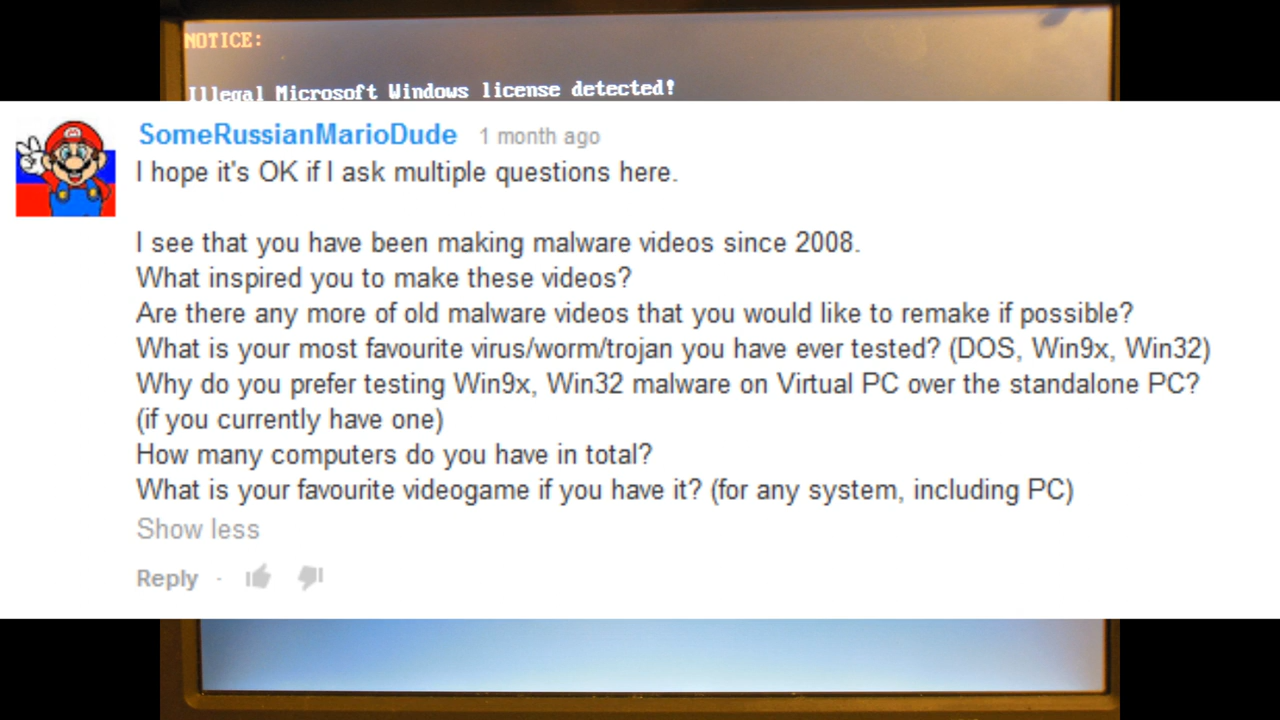 NOTICE:
Illegal Microsoft Windows license detected!
SomeRussianMarioDude 1 month ago
I hope it's OK if I ask multiple questions here.
I see that you have been making malware videos since 2008.
What inspired you to make these videos?
Are there any more of old malware videos that you would like to remake if possible?
What is your most favourite virus/worm/trojan you have ever tested? (DOS, Win9x, Win32)
Why do you prefer testing Win9x, Win32 malware on Virtual PC over the standalone PC?
(if you currently have one)
How many computers do you have in total?
What is your favourite videogame if you have it? (for any system, including PC)
Show less
Reply ·